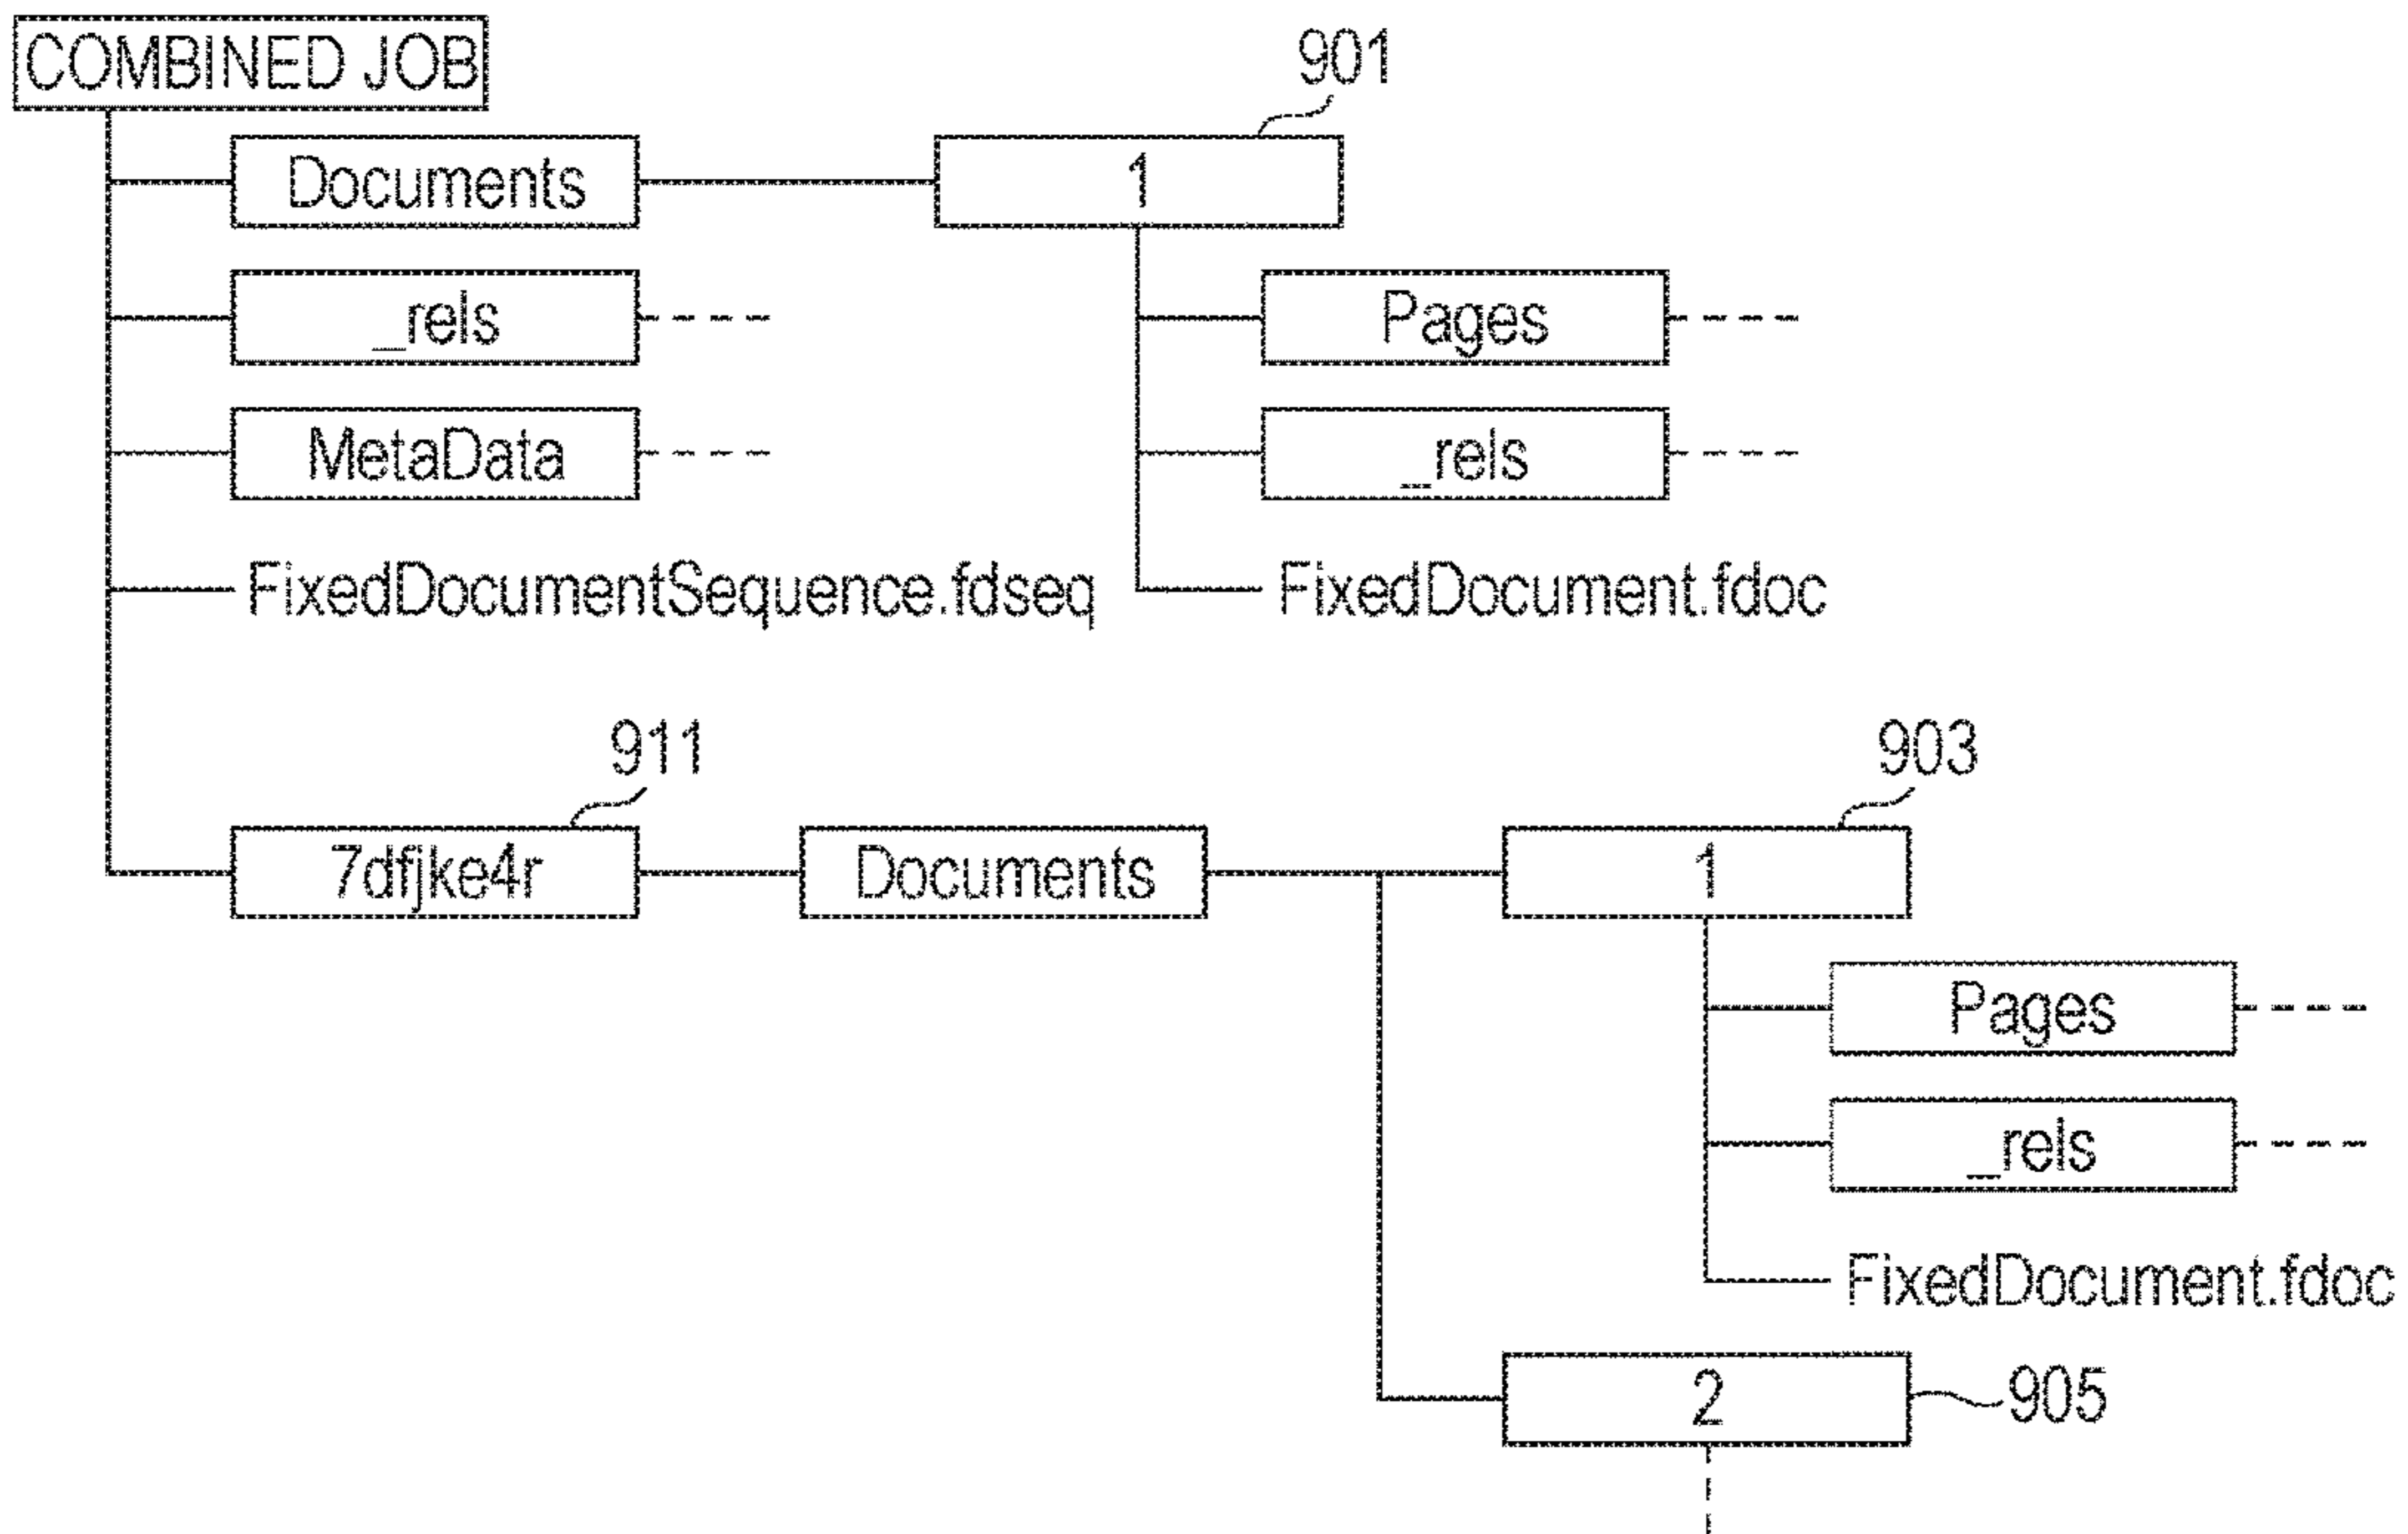 COMBINED JOB
901
Documents
1
_rels
Pages
MetaData
_rels
FixedDocumentSequence.fdseq
FixedDocument.fdoc
911
903
7dfjke4r
Documents
1
Pages
_rels
FixedDocument.fdoc
2
905